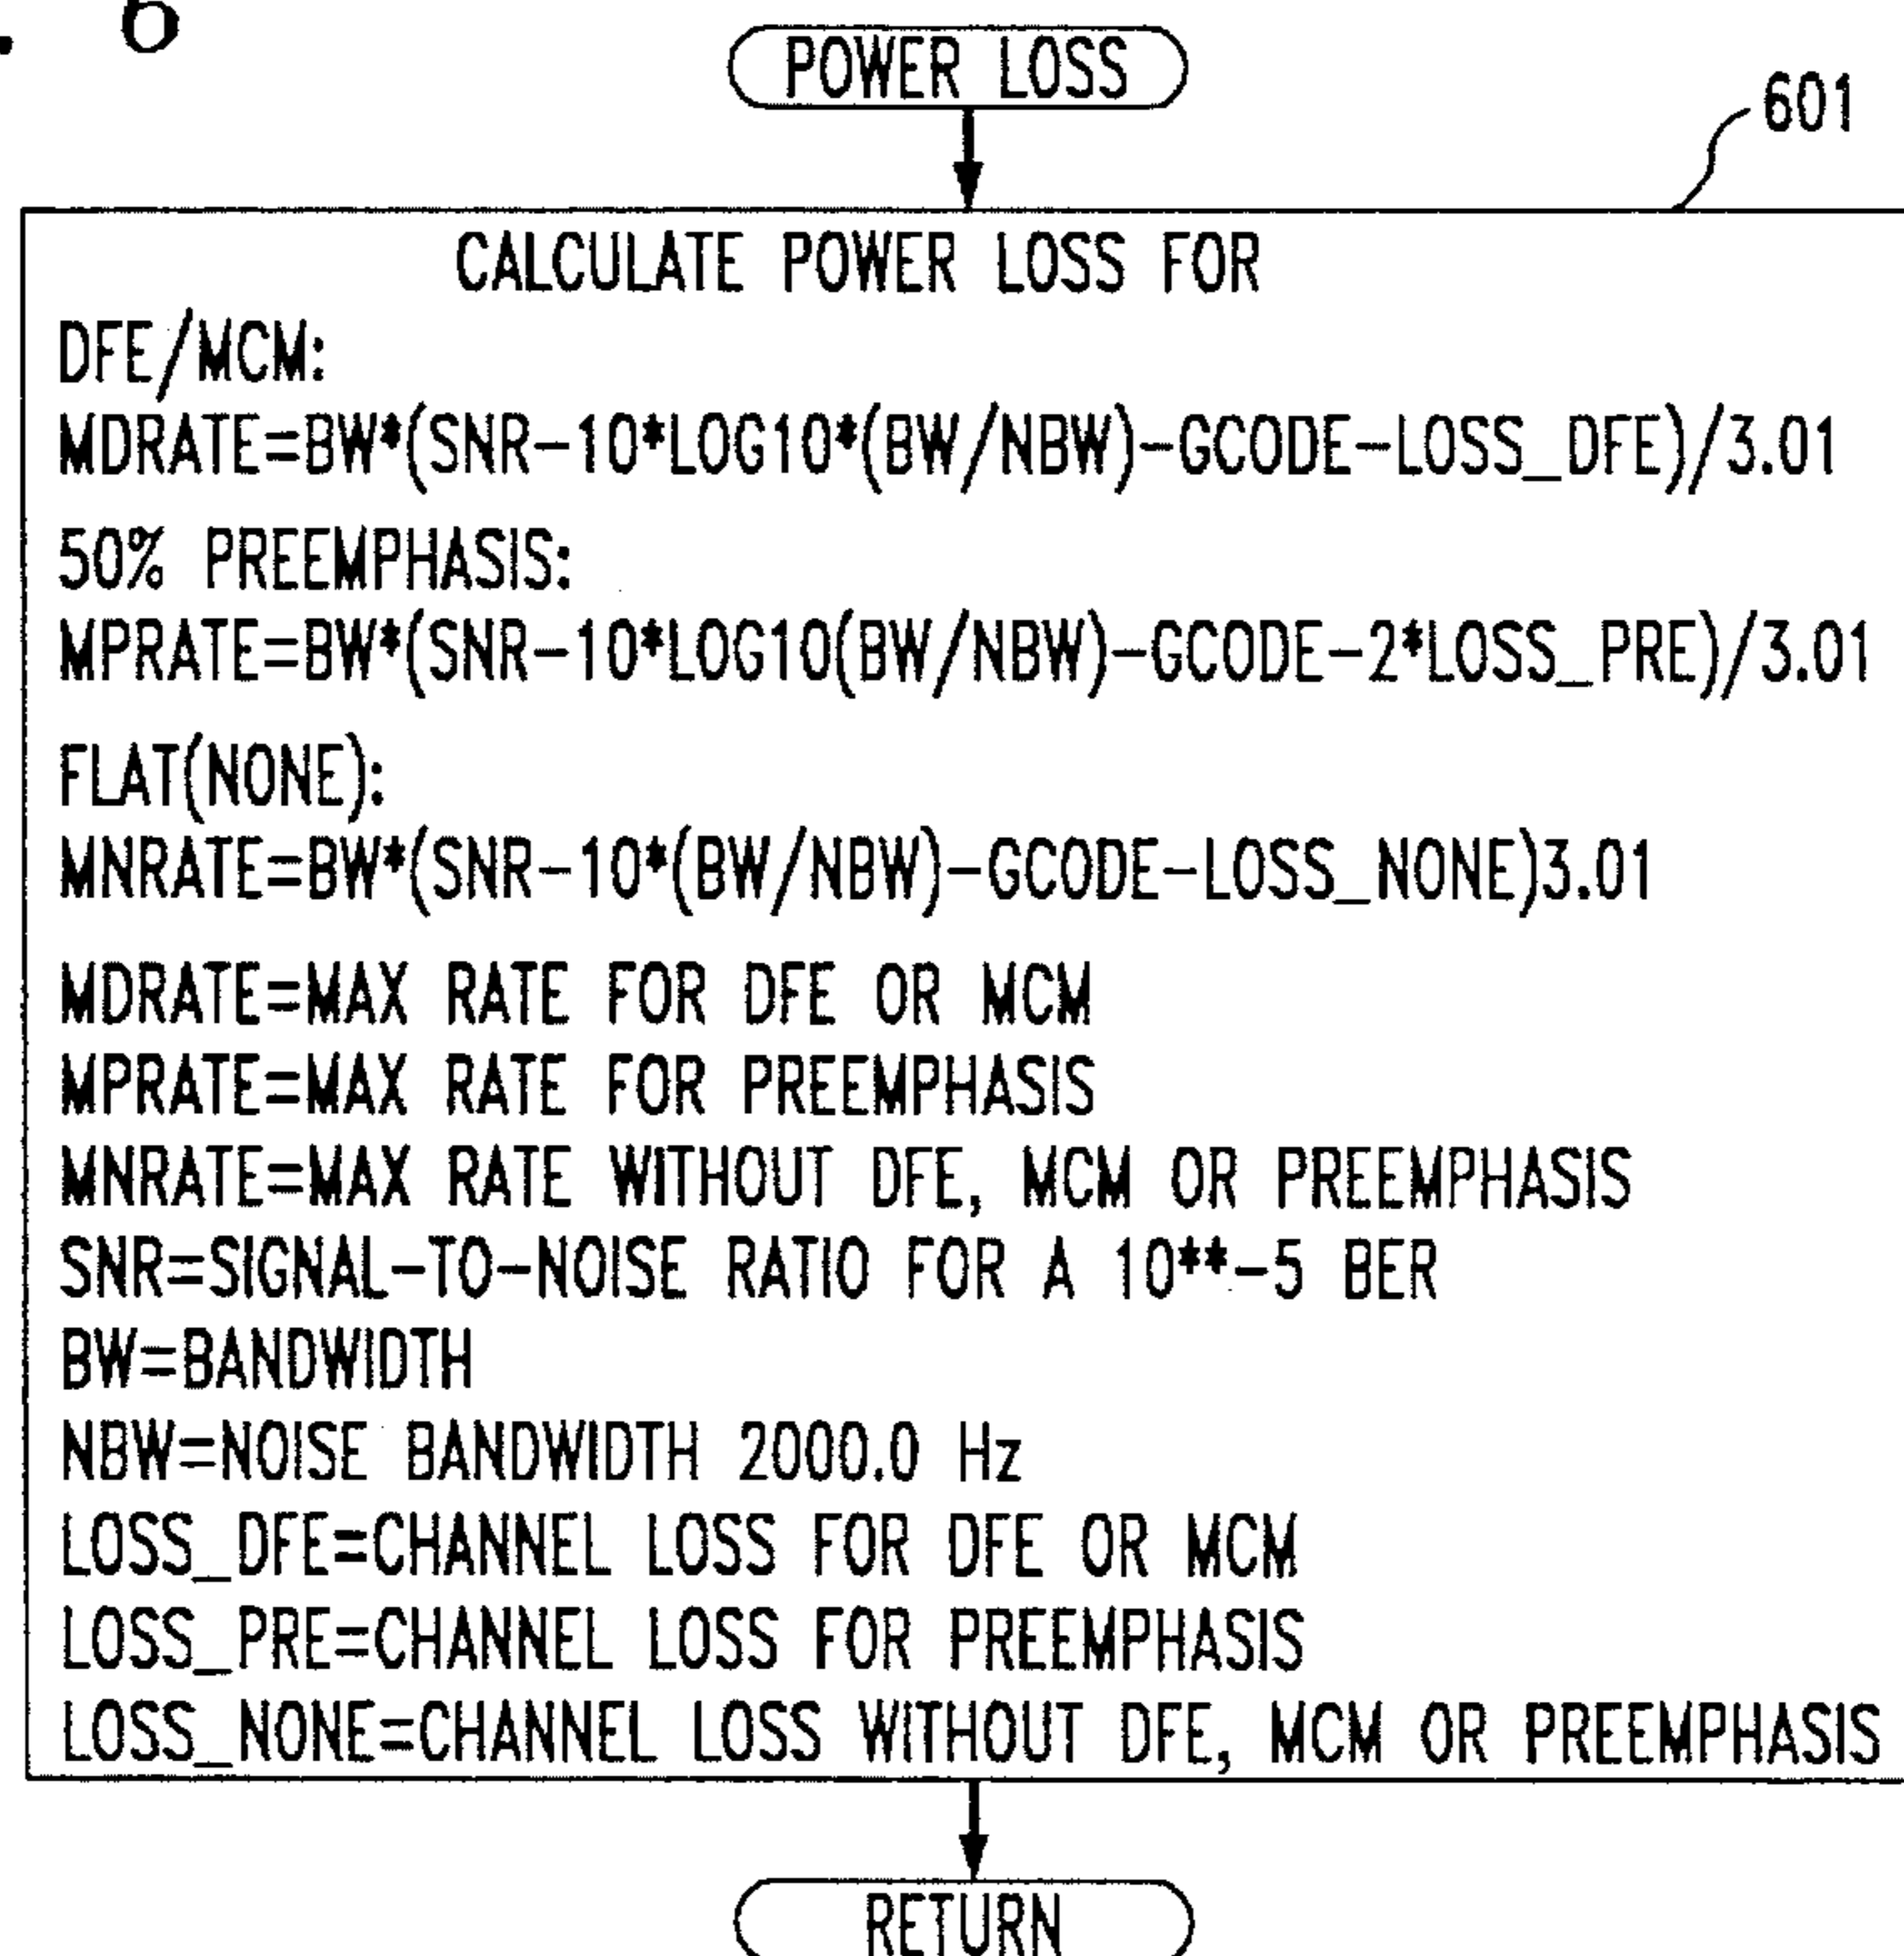 . 6
POWER LOSS
601
CALCULATE POWER LOSS FOR
DFE/MCM:
MDRATE=BW*(SNR-10*LOG10*(BW/NBW)-GCODE-LOSS_DFE)/3.01
50% PREEMPHASIS:
MPRATE=BW*(SNR-10*LOG10(BW/NBW)-GCODE-2*LOSS_PRE)/3.01
FLAT(NONE):
MNRATE=BW*(SNR-10*(BW/NBW)-GCODE-LOSS_NONE)3.01
MDRATE=MAX RATE FOR DFE OR MCM
MPRATE=MAX RATE FOR PREEMPHASIS
MNRATE=MAX RATE WITHOUT DFE, MCM OR PREEMPHASIS
SNR=SIGNAL-TO-NOISE RATIO FOR A 10**-5 BER
BW=BANDWIDTH
NBW=NOISE BANDWIDTH 2000.0 Hz
LOSS_DFE=CHANNEL LOSS FOR DFE OR MCM
LOSS_PRE=CHANNEL LOSS FOR PREEMPHASIS
LOSS_NONE=CHANNEL LOSS WITHOUT DFE, MCM OR PREEMPHASIS
RETURN